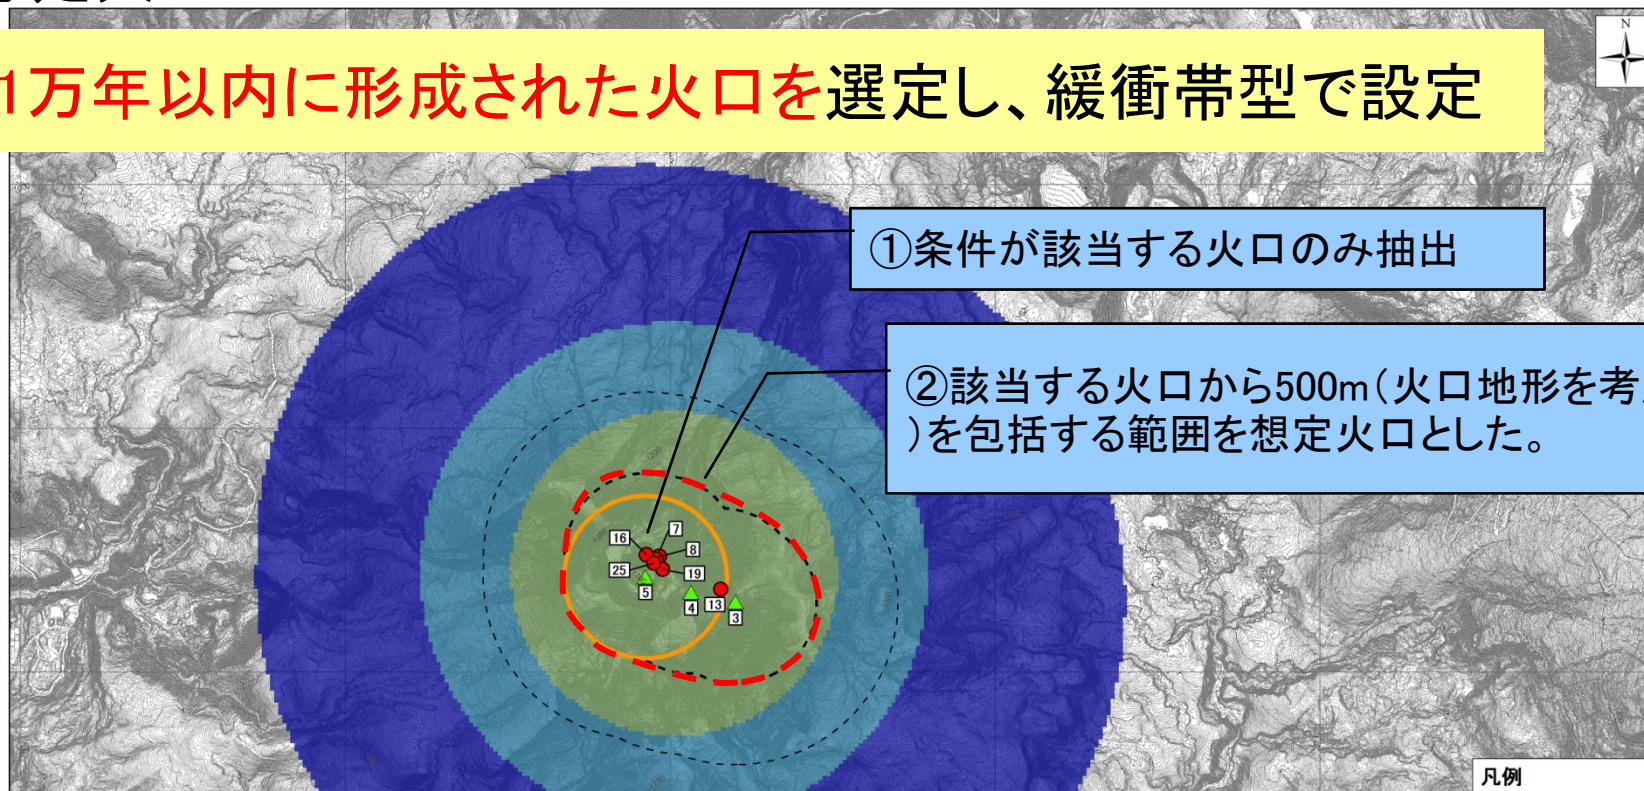 1万年以内に形成された火口を選定し、緩衝帯型で設定
N
①条件が該当する火口のみ抽出
②該当する火口から500m(火口地形を考
)を包括する範囲を想定火口とした。
1200
16
7
8
25
19
5
4
13
3
1200
凡例